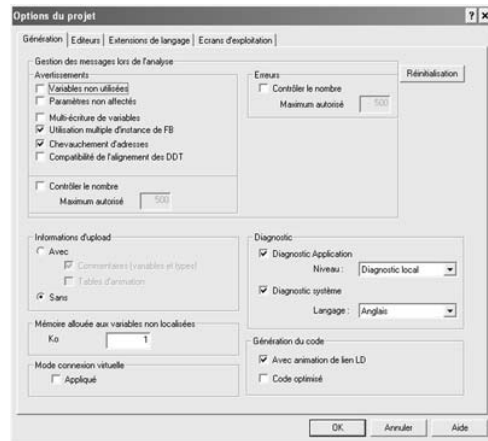 Options du projet
Génération Editeurs Extensions de langage Ecrans d'exploitation
Gestion des messages lors de l'analyse
Avertissements
Variables non utilisées
Paramètres non affectés
Multi-écriture de variables
Utilisation multiple d'instance de FB
Chevauchement d'adresses
Compatibilité de l'alignement des DDT
Contrôler le nombre
Maximum autorisé 500
Erreurs
Contrôler le nombre
Maximum autorisé 500
Réinitialisation
Informations d'upload
Avec
Commentaires (variables et types)
Tables d'animation
Sans
Diagnostic
Diagnostic Application
Niveau : Diagnostic local
Diagnostic système
Langage : Anglais
Mémoire allouée aux variables non localisées
Ko 1
Mode connexion virtuelle
Appliqué
Génération du code
Avec animation de lien LD
Code optimisé
OK Annuler Aide